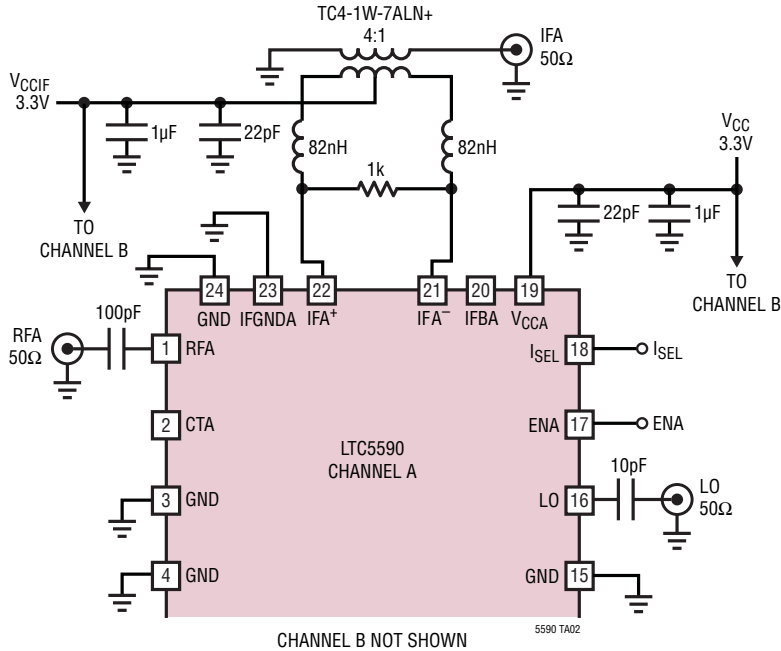 TC4-1W-7ALN+
4:1
IFA
50Ω
VCCIF
3.3V
1µF
22pF
82nH
82nH
1k
VCC
3.3V
22pF
1µF
TO
CHANNEL B
TO
CHANNEL B
24
23
22
21
20
19
GND
IFGNDA
IFA+
IFA−
IFBA
VCCA
100pF
RFA
50Ω
1
RFA
ISEL
18
ISEL
2
CTA
ENA
17
ENA
LTC5590
CHANNEL A
10pF
3
GND
LO
16
LO
50Ω
4
GND
GND
15
5590 TA02
CHANNEL B NOT SHOWN